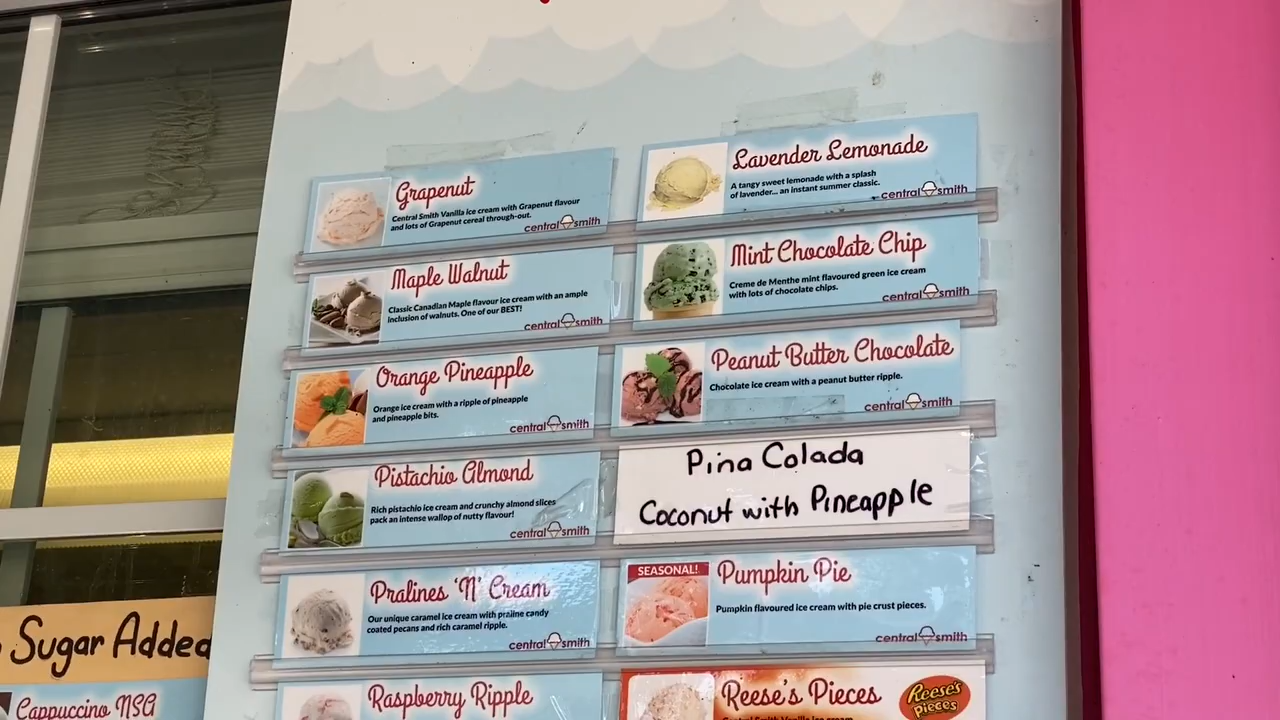 Grapenut
Central Smith Vanilla ice cream with Grapenut flavour
and lots of Grapenut cereal through-out.
central smith
Maple Walnut
Classic Canadian Maple flavour ice cream with an ample
inclusion of walnuts. One of our BEST!
central smith
Orange Pineapple
Orange ice cream with a ripple of pineapple
and pineapple bits.
central smith
Pistachio Almond
Rich pistachio ice cream and crunchy almond slices
pack an intense wallop of nutty flavour!
central smith
Pralines 'N' Cream
Our unique caramel ice cream with praline candy
coated pecans and rich caramel ripple.
central smith
Raspberry Ripple
Lavender Lemonade
A tangy sweet lemonade with a splash
of lavender... an instant summer classic.
central smith
Mint Chocolate Chip
Creme de Menthe mint flavoured green ice cream
with lots of chocolate chips.
central smith
Peanut Butter Chocolate
Chocolate ice cream with a peanut butter ripple.
central smith
Pina Colada
Coconut with Pineapple
SEASONAL!
Pumpkin Pie
Pumpkin flavoured ice cream with pie crust pieces.
central smith
Reese's Pieces
Reese's
Pieces
Central Smith Vanilla ice cream
Sugar Added
Cappuccino NSA